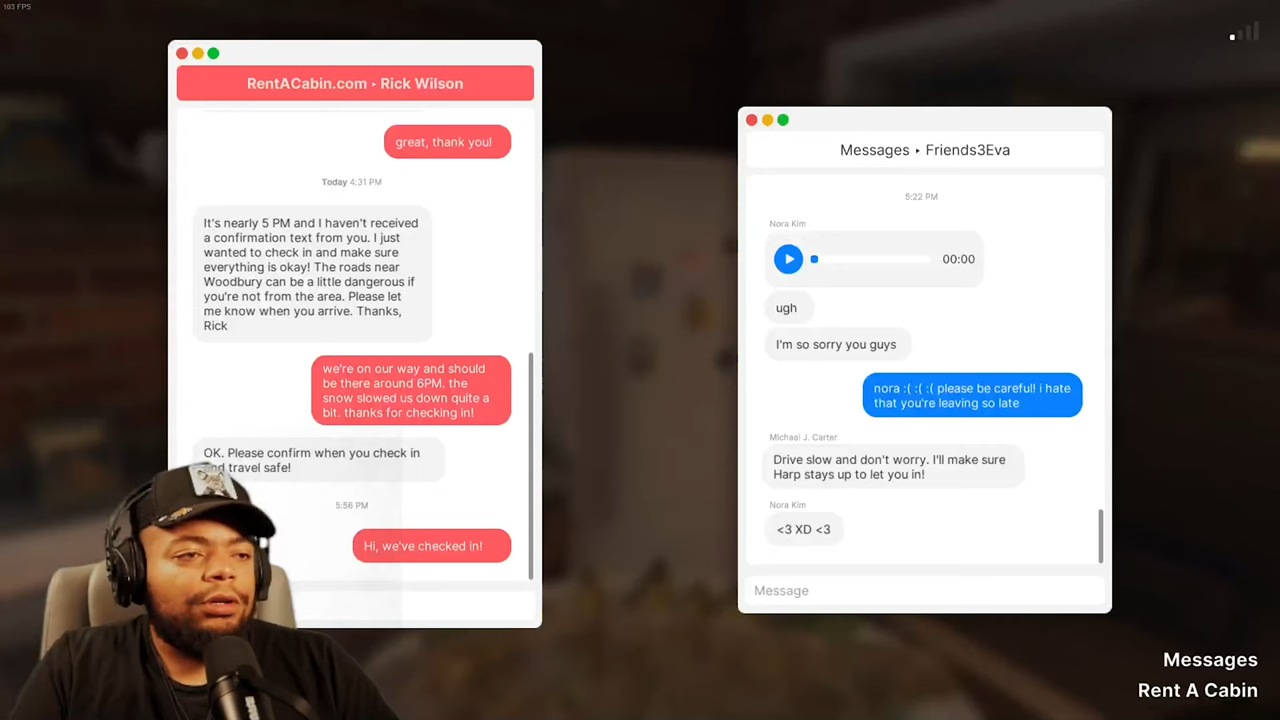 103 FPS
RentACabin.com ‣ Rick Wilson
great, thank you!
Today 4:31 PM
It's nearly 5 PM and I haven't received
a confirmation text from you. I just
wanted to check in and make sure
everything is okay! The roads near
Woodbury can be a little dangerous if
you're not from the area. Please let
me know when you arrive. Thanks,
Rick
we're on our way and should
be there around 6PM. the
snow slowed us down quite a
bit. thanks for checking in!
OK. Please confirm when you check in
and travel safe!
5:56 PM
Hi, we've checked in!
Messages ‣ Friends3Eva
5:22 PM
Nora Kim
00:00
ugh
I'm so sorry you guys
nora :( :( :( please be careful! i hate
that you're leaving so late
Michael J. Carter
Drive slow and don't worry. I'll make sure
Harp stays up to let you in!
Nora Kim
<3 XD <3
Message
Messages
Rent A Cabin